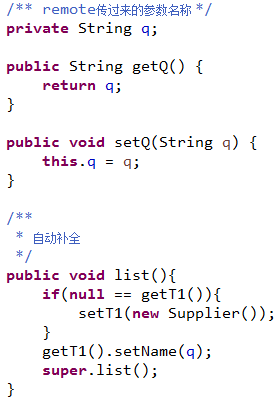 /** remote传过来的参数名称 */
private String q;
public String getQ() {
return q;
}
public void setQ(String q) {
this.q = q;
}
/**
* 自动补全
*/
public void list(){
if(null == getT1()){
setT1(new Supplier());
}
getT1().setName(q);
super.list();
}